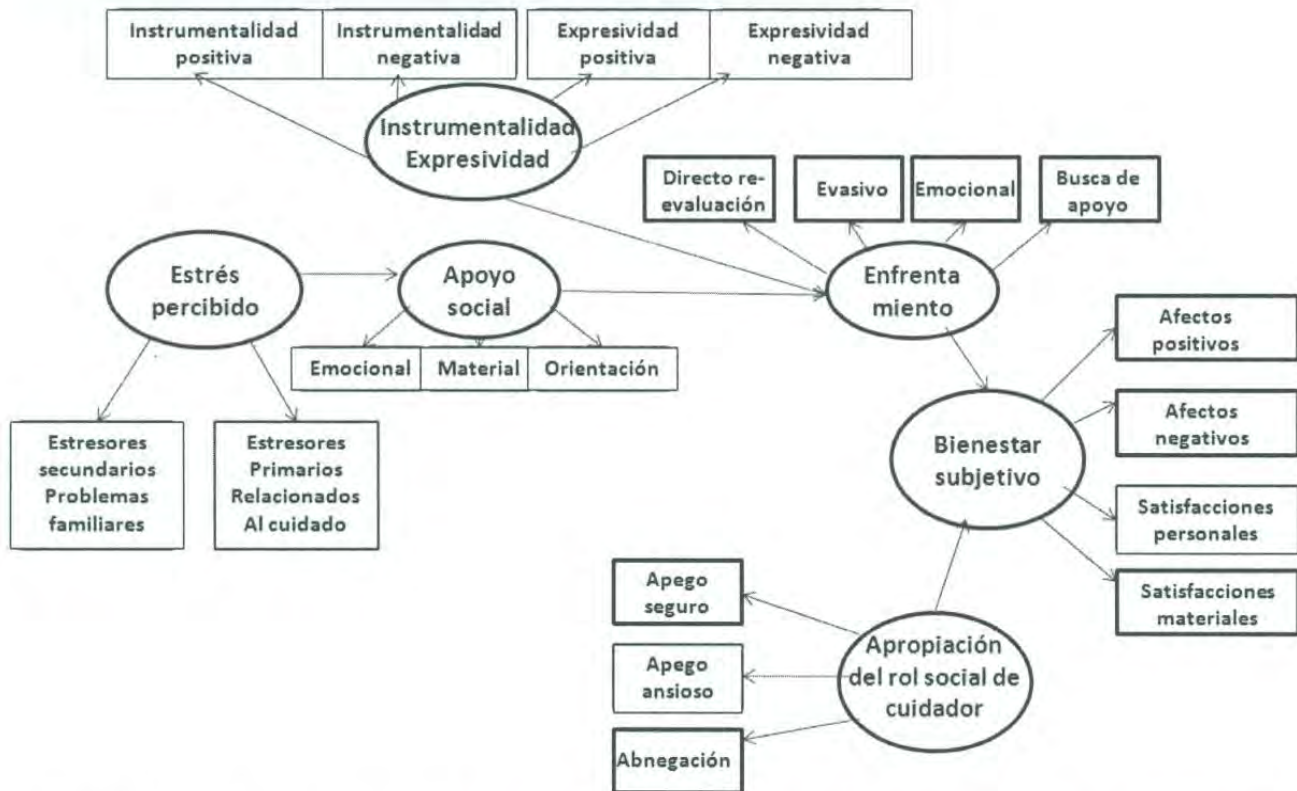 Instrumentalidad
positiva
Instrumentalidad
negativa
Expresividad
positiva
Expresividad
negativa
Instrumentalidad
Expresividad
Directo re-
evaluación
Evasivo
Emocional
Busca de
apoyo
Estrés
percibido
Apoyo
social
Enfrenta
miento
Emocional
Material
Orientación
Afectos
positivos
Afectos
negativos
Estresores
secundarios
Problemas
familiares
Estresores
Primarios
Relacionados
Al cuidado
Bienestar
subjetivo
Satisfacciones
personales
Satisfacciones
materiales
Apego
seguro
Apego
ansioso
Abnegación
Apropiación
del rol social de
cuidador